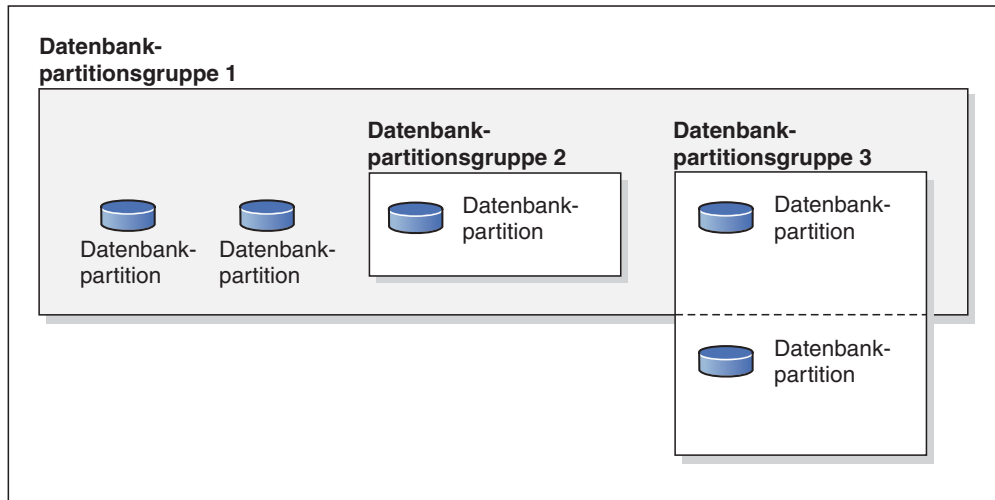 Datenbank-
partitionsgruppe 1
Datenbank-
partitionsgruppe 2
Datenbank-
partitionsgruppe 3
Datenbank-
partition
Datenbank-
partition
Datenbank-
partition
Datenbank-
partition
Datenbank-
partition